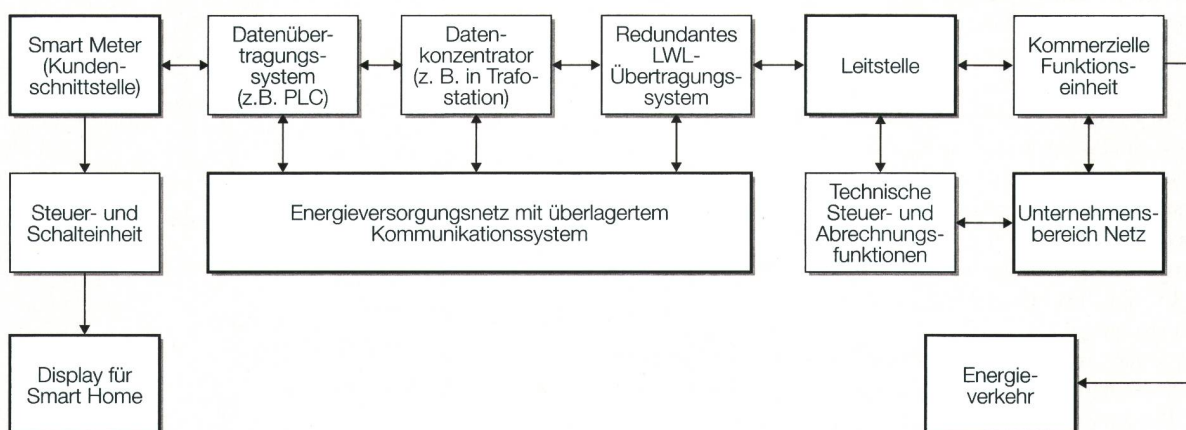 Smart Meter
(Kunden-
schnittstelle)
Datenüber-
tragungs-
system
(z.B. PLC)
Daten-
konzentrator
(z. B. in Trafo-
station)
Redundantes
LWL-
Übertragungs-
system
Leitstelle
Kommerzielle
Funktions-
einheit
Steuer- und
Schalteinheit
Energieversorgungsnetz mit überlagertem
Kommunikationssystem
Technische
Steuer- und
Abrechnungs-
funktionen
Unternehmens-
bereich Netz
Display für
Smart Home
Energie-
verkehr